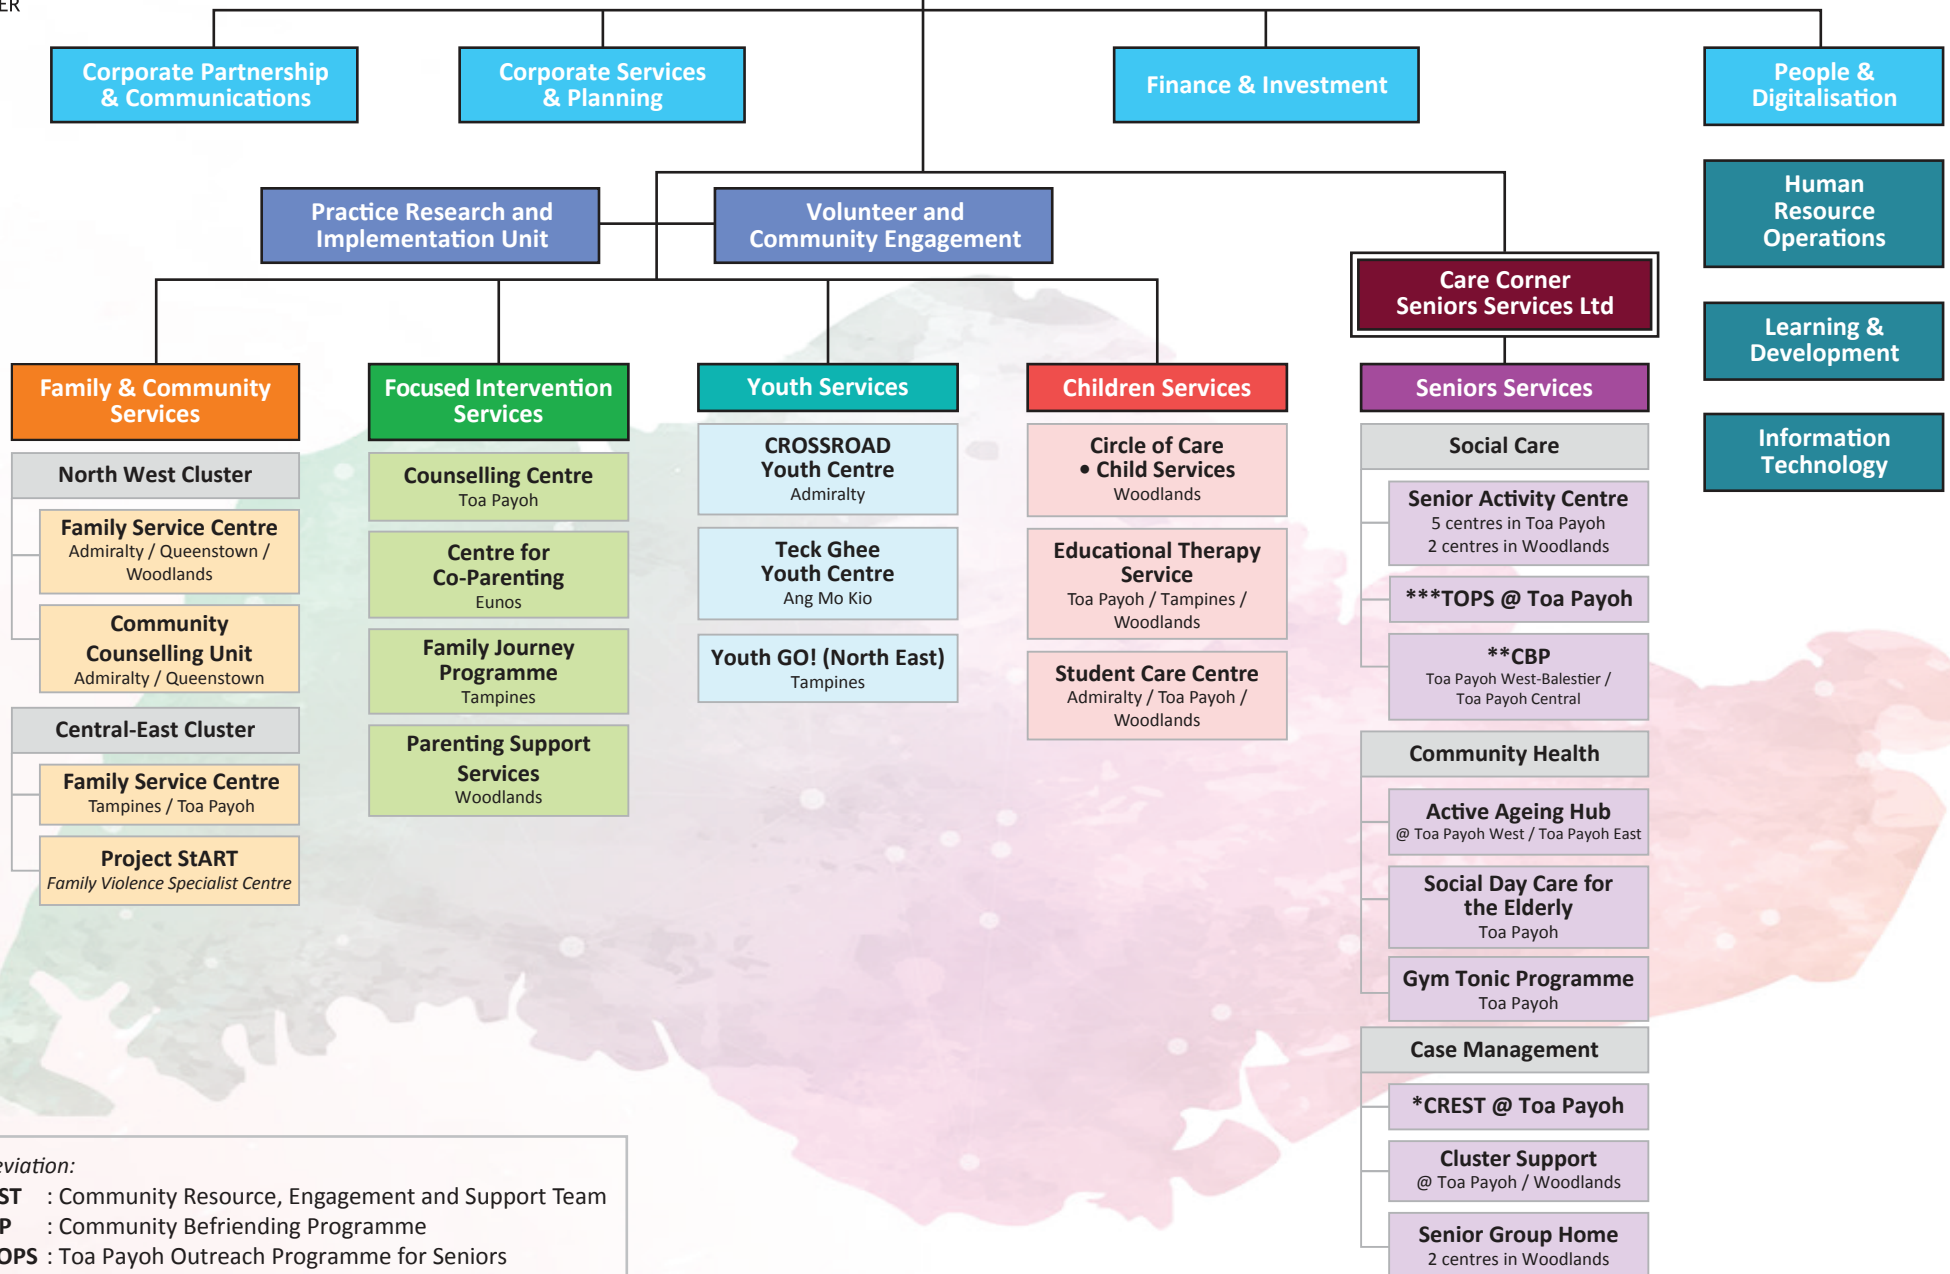 ER
Corporate Partnership
& Communications
Corporate Services
& Planning
Finance & Investment
People &
Digitalisation
Human
Resource
Operations
Learning &
Development
Information
Technology
Practice Research and
Implementation Unit
Volunteer and
Community Engagement
Care Corner
Seniors Services Ltd
Family & Community
Services
North West Cluster
Family Service Centre
Admiralty / Queenstown /
Woodlands
Community
Counselling Unit
Admiralty / Queenstown
Central-East Cluster
Family Service Centre
Tampines / Toa Payoh
Project StART
Family Violence Specialist Centre
Focused Intervention
Services
Counselling Centre
Toa Payoh
Centre for
Co-Parenting
Eunos
Family Journey
Programme
Tampines
Parenting Support
Services
Woodlands
Youth Services
CROSSROAD
Youth Centre
Admiralty
Teck Ghee
Youth Centre
Ang Mo Kio
Youth GO! (North East)
Tampines
Children Services
Circle of Care
• Child Services
Woodlands
Educational Therapy
Service
Toa Payoh / Tampines /
Woodlands
Student Care Centre
Admiralty / Toa Payoh /
Woodlands
Seniors Services
Social Care
Senior Activity Centre
5 centres in Toa Payoh
2 centres in Woodlands
***TOPS @ Toa Payoh
**CBP
Toa Payoh West-Balestier /
Toa Payoh Central
Community Health
Active Ageing Hub
@ Toa Payoh West / Toa Payoh East
Social Day Care for
the Elderly
Toa Payoh
Gym Tonic Programme
Toa Payoh
Case Management
*CREST @ Toa Payoh
Cluster Support
@ Toa Payoh / Woodlands
Senior Group Home
2 centres in Woodlands
eviation:
ST : Community Resource, Engagement and Support Team
P : Community Befriending Programme
OPS : Toa Payoh Outreach Programme for Seniors